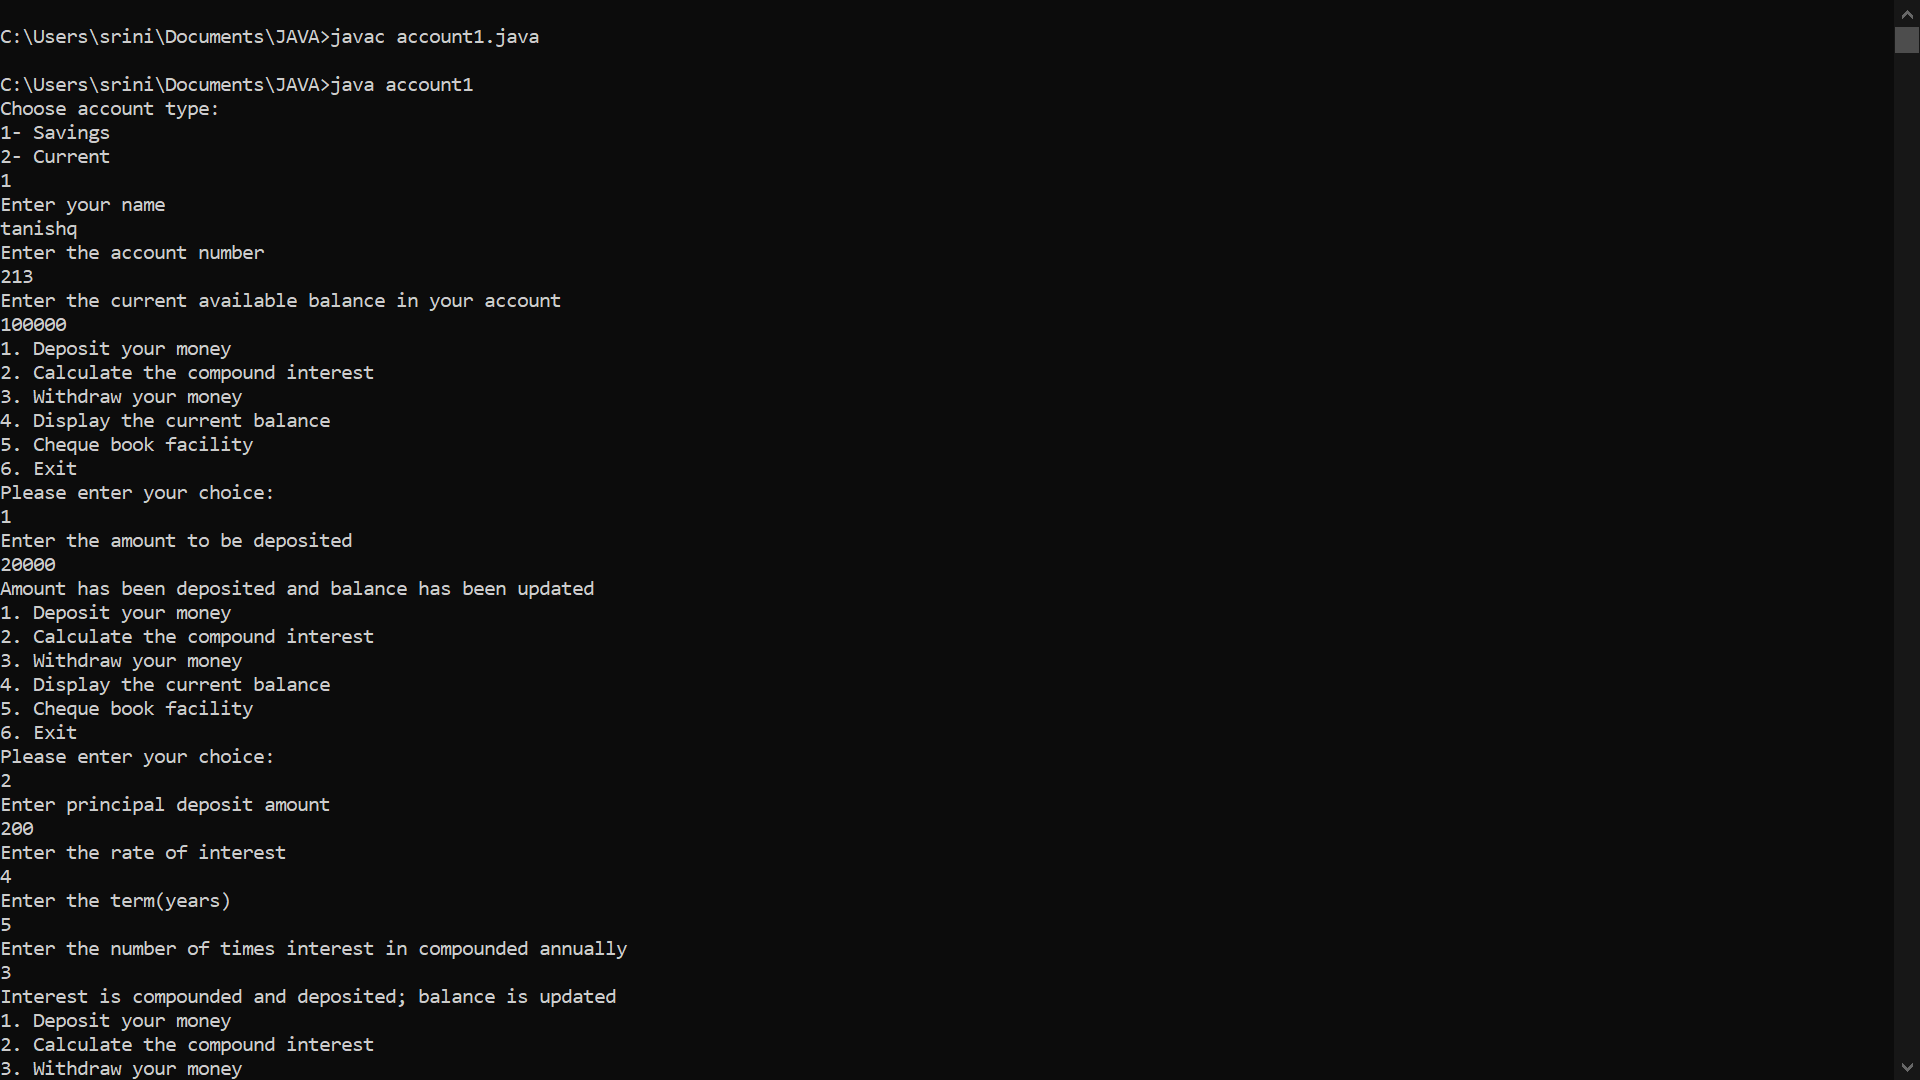 C:\Users\srini\Documents\JAVA>javac account1.java
C:\Users\srini\Documents\JAVA>java account1
Choose account type:
1- Savings
2- Current
1
Enter your name
tanishq
Enter the account number
213
Enter the current available balance in your account
100000
1. Deposit your money
2. Calculate the compound interest
3. Withdraw your money
4. Display the current balance
5. Cheque book facility
6. Exit
Please enter your choice:
1
Enter the amount to be deposited
20000
Amount has been deposited and balance has been updated
1. Deposit your money
2. Calculate the compound interest
3. Withdraw your money
4. Display the current balance
5. Cheque book facility
6. Exit
Please enter your choice:
2
Enter principal deposit amount
200
Enter the rate of interest
4
Enter the term(years)
5
Enter the number of times interest in compounded annually
3
Interest is compounded and deposited; balance is updated
1. Deposit your money
2. Calculate the compound interest
3. Withdraw your money